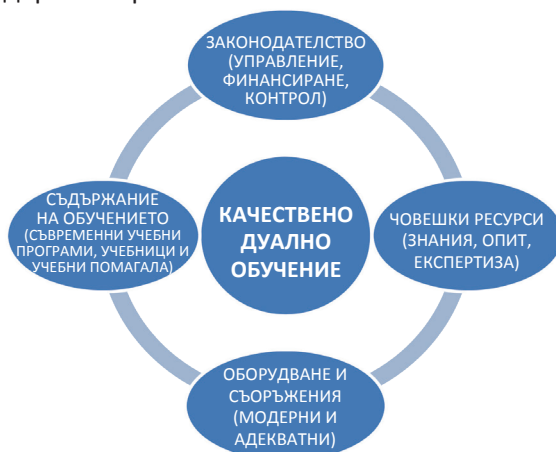 ЗАКОНОДАТЕЛСТВО
(УПРАВЛЕНИЕ,
ФИНАНСИРАНЕ,
КОНТРОЛ)
СЪДЪРЖАНИЕ
НА ОБУЧЕНИЕТО
(СЪВРЕМЕННИ УЧЕБНИ
ПРОГРАМИ, УЧЕБНИЦИ И
УЧЕБНИ ПОМАГАЛА)
КАЧЕСТВЕНО
ДУАЛНО
ОБУЧЕНИЕ
ЧОВЕШКИ РЕСУРСИ
(ЗНАНИЯ, ОПИТ,
ЕКСПЕРТИЗА)
ОБОРУДВАНЕ И
СЪОРЪЖЕНИЯ
(МОДЕРНИ И
АДЕКВАТНИ)